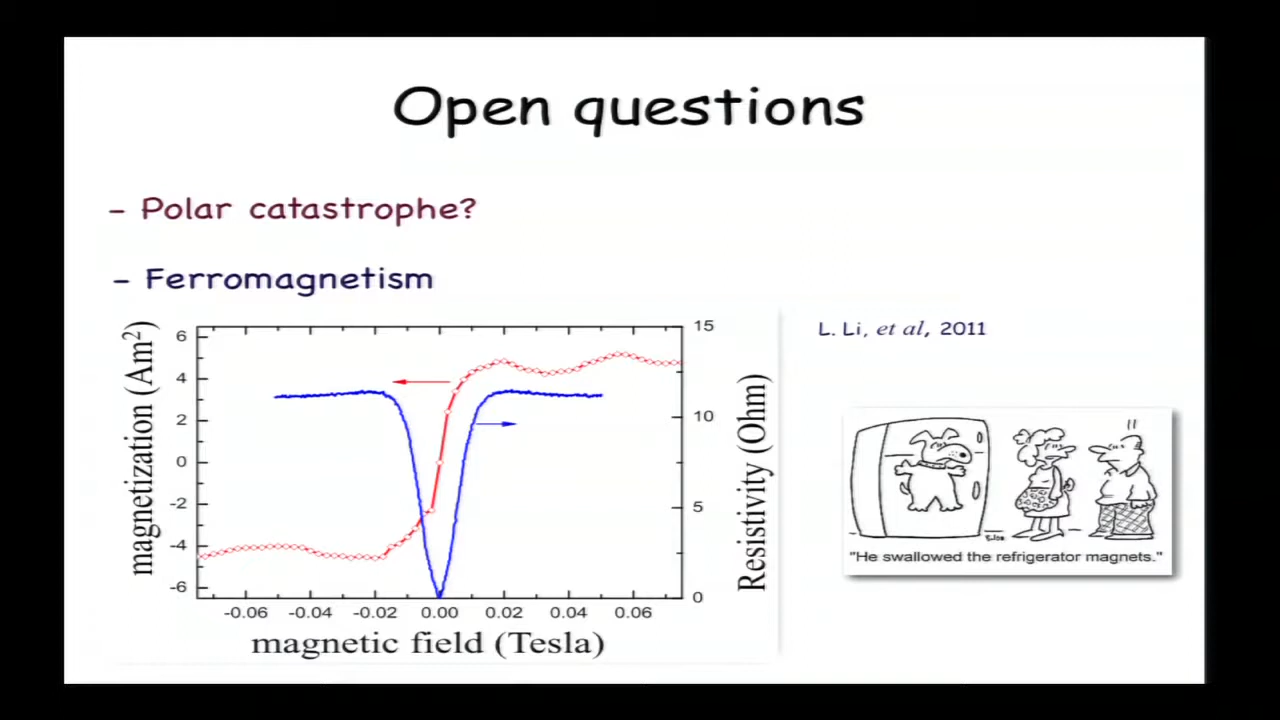 Open questions
- Polar catastrophe?
- Ferromagnetism
magnetization (Am²)
6
4
2
0
-2
-4
-6
15
10
5
0
Resistivity (Ohm)
-0.06 -0.04 -0.02 0.00 0.02 0.04 0.06
magnetic field (Tesla)
L. Li, et al, 2011
"He swallowed the refrigerator magnets."